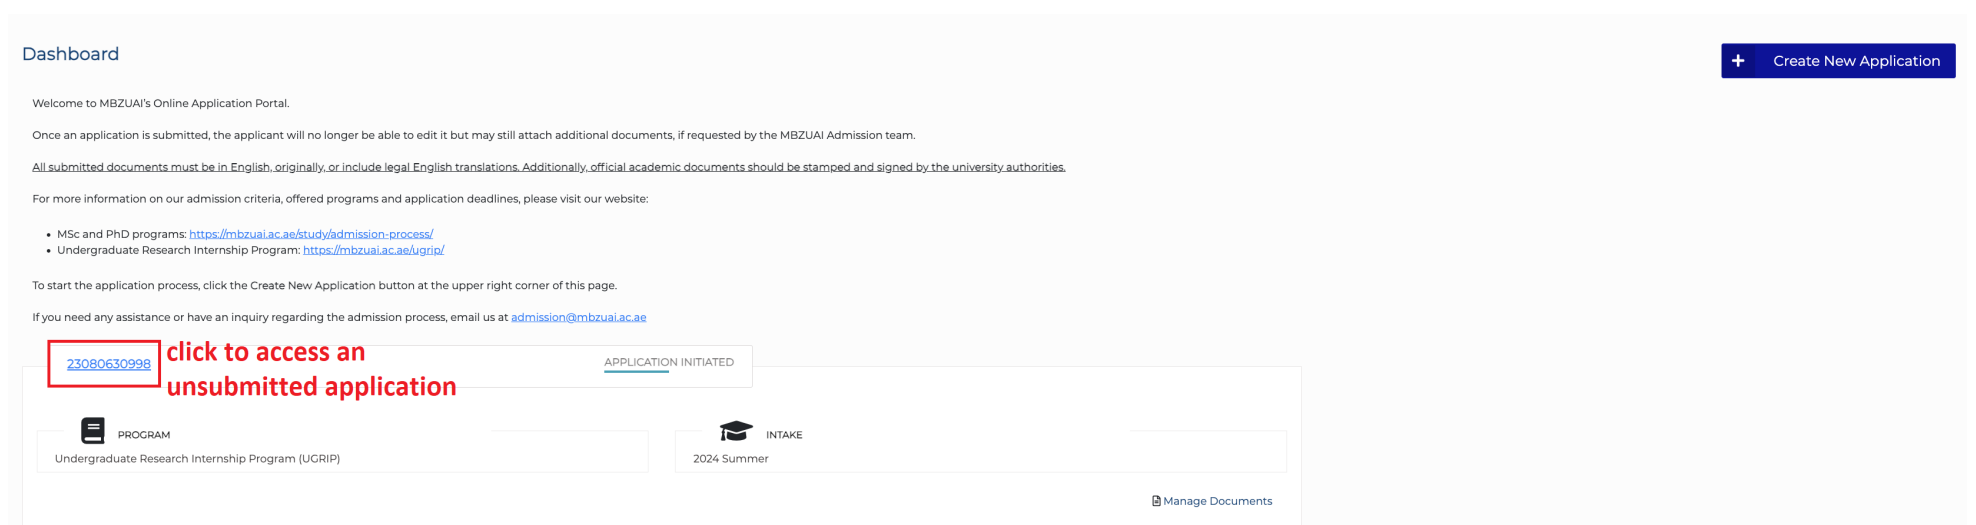 Dashboard
+ Create New Application
Welcome to MBZUAI's Online Application Portal.
Once an application is submitted, the applicant will no longer be able to edit it but may still attach additional documents, if requested by the MBZUAI Admission team.
All submitted documents must be in English, originally, or include legal English translations. Additionally, official academic documents should be stamped and signed by the university authorities.
For more information on our admission criteria, offered programs and application deadlines, please visit our website:
• MSc and PhD programs: https://mbzuai.ac.ae/study/admission-process/
• Undergraduate Research Internship Program: https://mbzuai.ac.ae/ugrip/
To start the application process, click the Create New Application button at the upper right corner of this page.
If you need any assistance or have an inquiry regarding the admission process, email us at admission@mbzuai.ac.ae
23080630998
click to access an
unsubmitted application
APPLICATION INITIATED
PROGRAM
Undergraduate Research Internship Program (UGRIP)
INTAKE
2024 Summer
Manage Documents